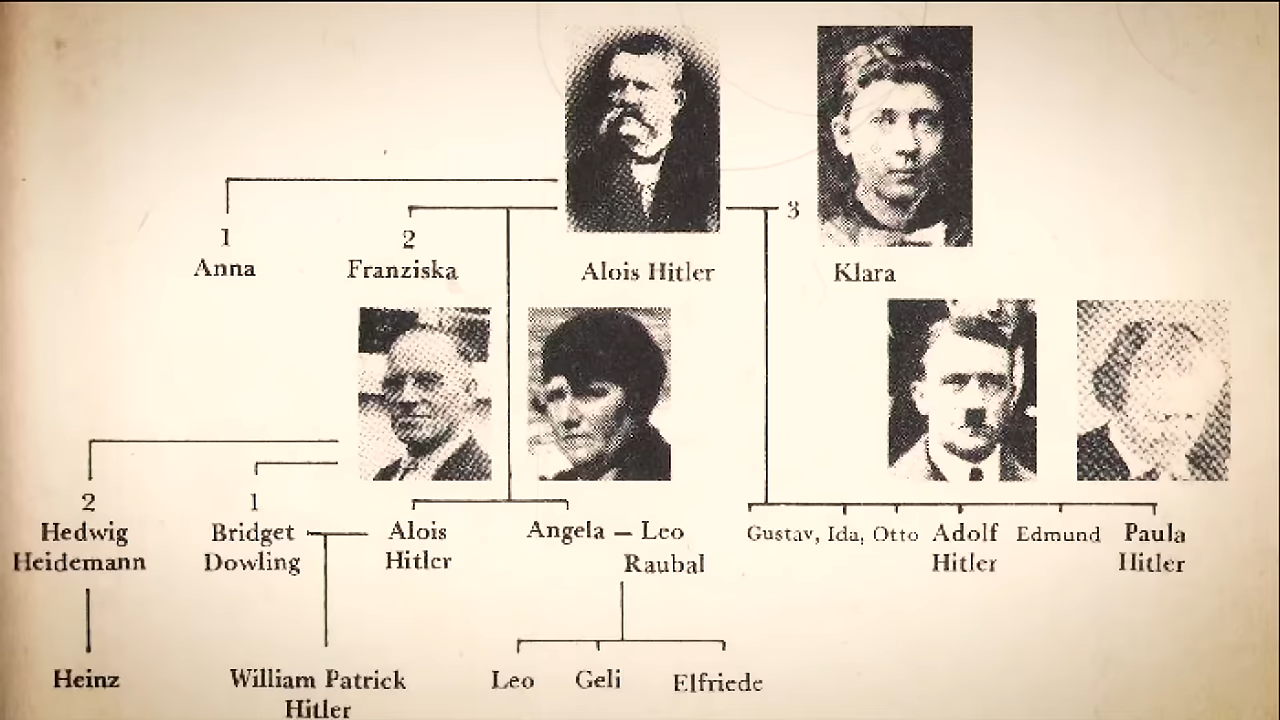 3
1
2
Anna
Franziska
Alois Hitler
Klara
2
1
Hedwig
Heidemann
Bridget
Dowling
Alois
Hitler
Angela – Leo
Raubal
Gustav, Ida, Otto
Adolf
Hitler
Edmund
Paula
Hitler
Heinz
William Patrick
Hitler
Leo
Geli
Elfriede